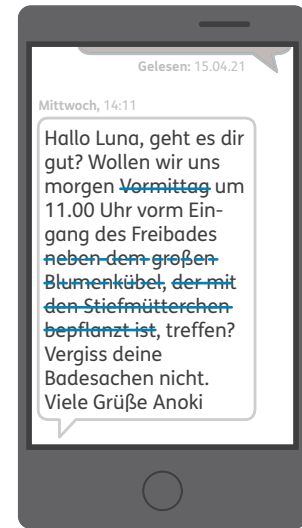 Gelesen: 15.04.21
Mittwoch, 14:11
Hallo Luna, geht es dir
gut? Wollen wir uns
morgen Vormittag um
11.00 Uhr vorm Ein-
gang des Freibades
neben dem großen
Blumenkübel, der mit
den Stiefmütterchen
bepflanzt ist, treffen?
Vergiss deine
Badesachen nicht.
Viele Grüße Anoki